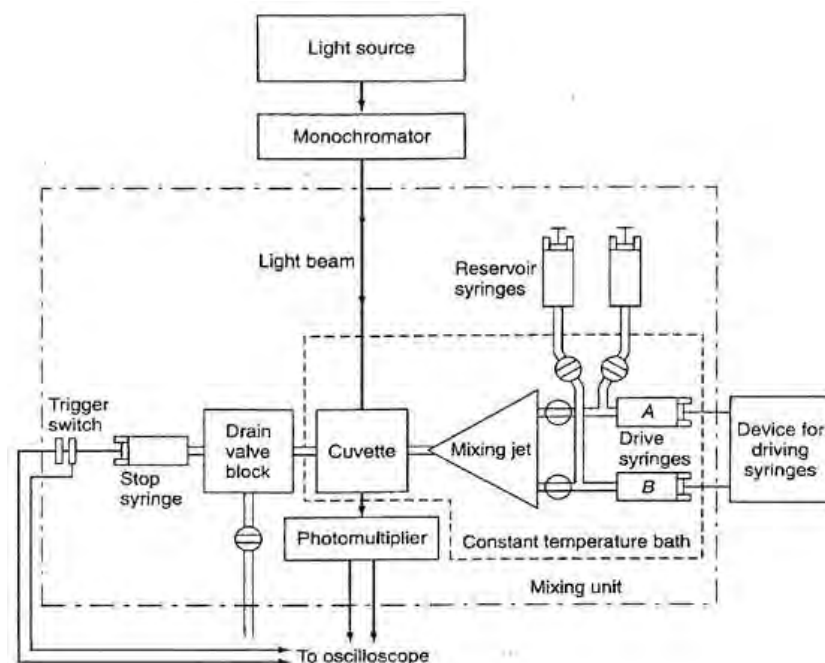 Light source
Monochromator
Light beam
Reservoir
syringes
Trigger
switch
Stop
syringe
Drain
valve
block
Cuvette
Mixing jet
A
Drive
syringes
B
Device for
driving
syringes
Photomultiplier
Constant temperature bath
Mixing unit
To oscilloscope